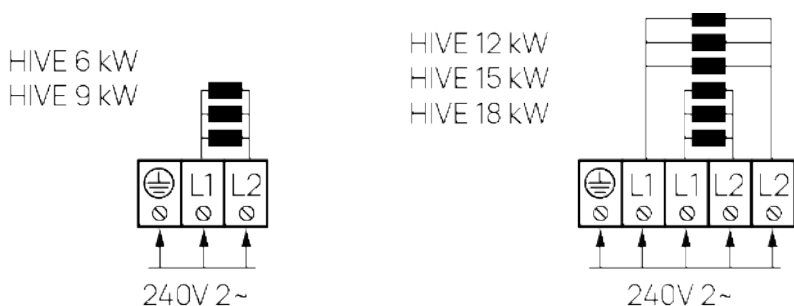 HIVE 6 kW
HIVE 9 kW
L1 L2
240V 2~
HIVE 12 kW
HIVE 15 kW
HIVE 18 kW
L1 L1 L2 L2
240V 2~